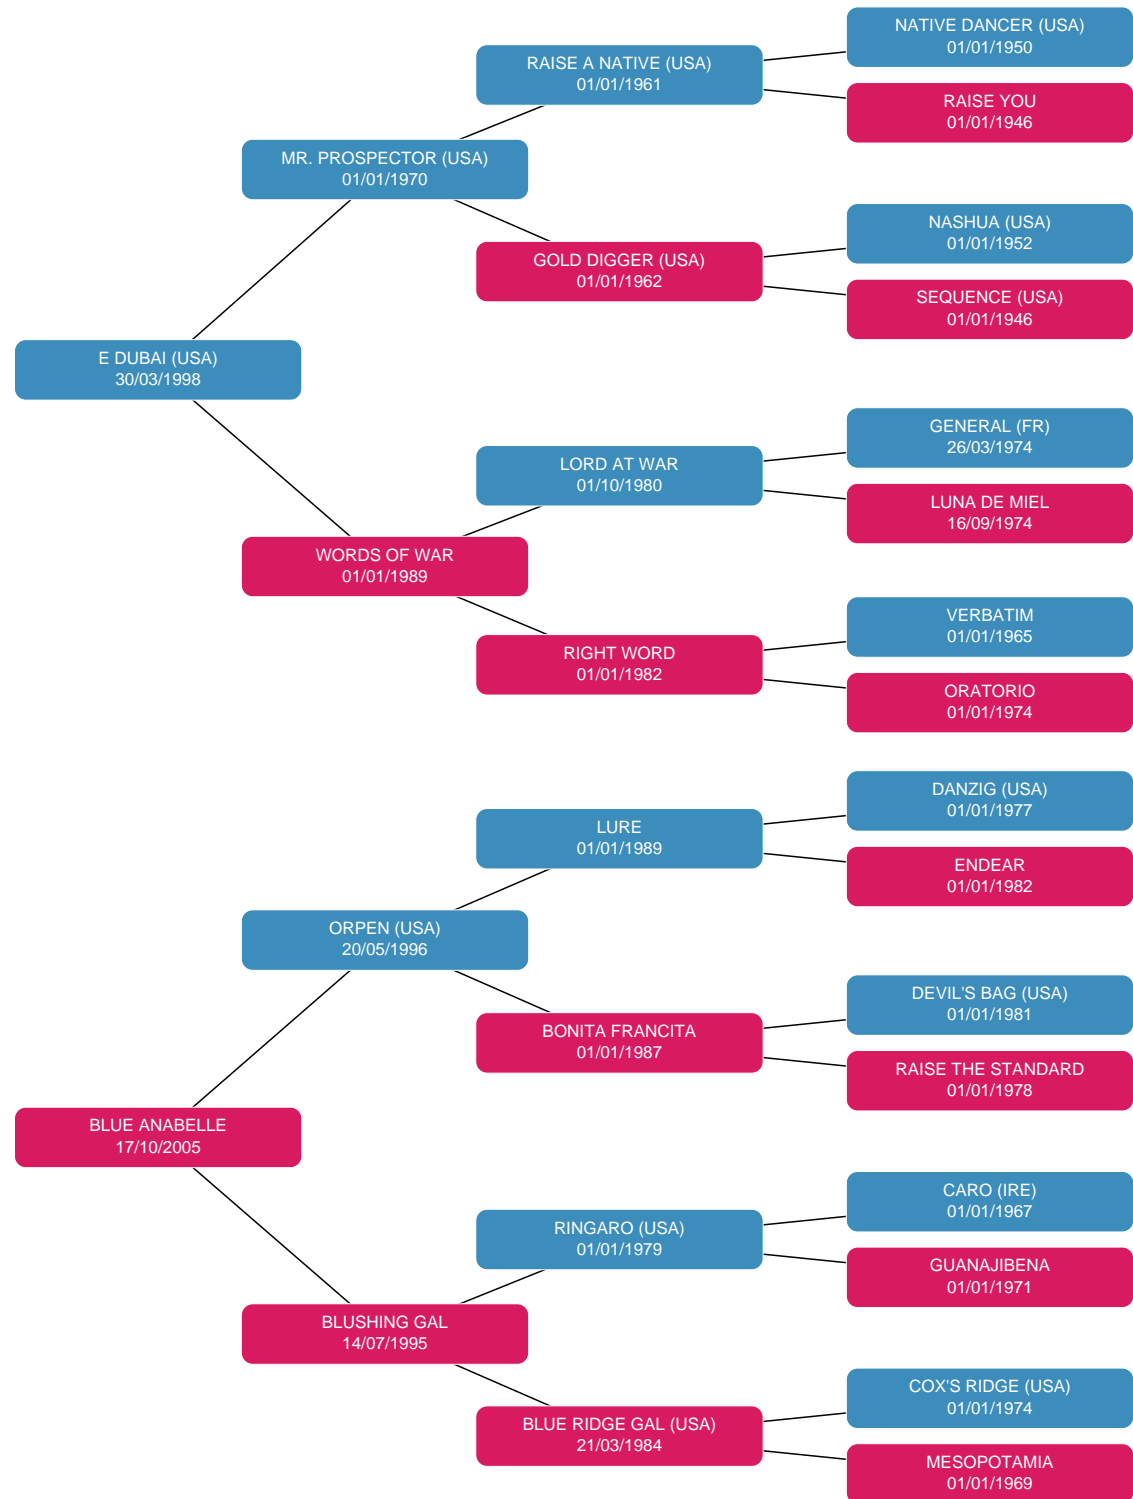 NATIVE DANCER (USA)
01/01/1950
RAISE A NATIVE (USA)
01/01/1961
RAISE YOU
01/01/1946
MR. PROSPECTOR (USA)
01/01/1970
NASHUA (USA)
01/01/1952
GOLD DIGGER (USA)
01/01/1962
SEQUENCE (USA)
01/01/1946
E DUBAI (USA)
30/03/1998
GENERAL (FR)
26/03/1974
LORD AT WAR
01/10/1980
LUNA DE MIEL
16/09/1974
WORDS OF WAR
01/01/1989
VERBATIM
01/01/1965
RIGHT WORD
01/01/1982
ORATORIO
01/01/1974
DANZIG (USA)
01/01/1977
LURE
01/01/1989
ENDEAR
01/01/1982
ORPEN (USA)
20/05/1996
DEVIL'S BAG (USA)
01/01/1981
BONITA FRANCITA
01/01/1987
RAISE THE STANDARD
01/01/1978
BLUE ANABELLE
17/10/2005
CARO (IRE)
01/01/1967
RINGARO (USA)
01/01/1979
GUANAJIBENA
01/01/1971
BLUSHING GAL
14/07/1995
COX'S RIDGE (USA)
01/01/1974
BLUE RIDGE GAL (USA)
21/03/1984
MESOPOTAMIA
01/01/1969